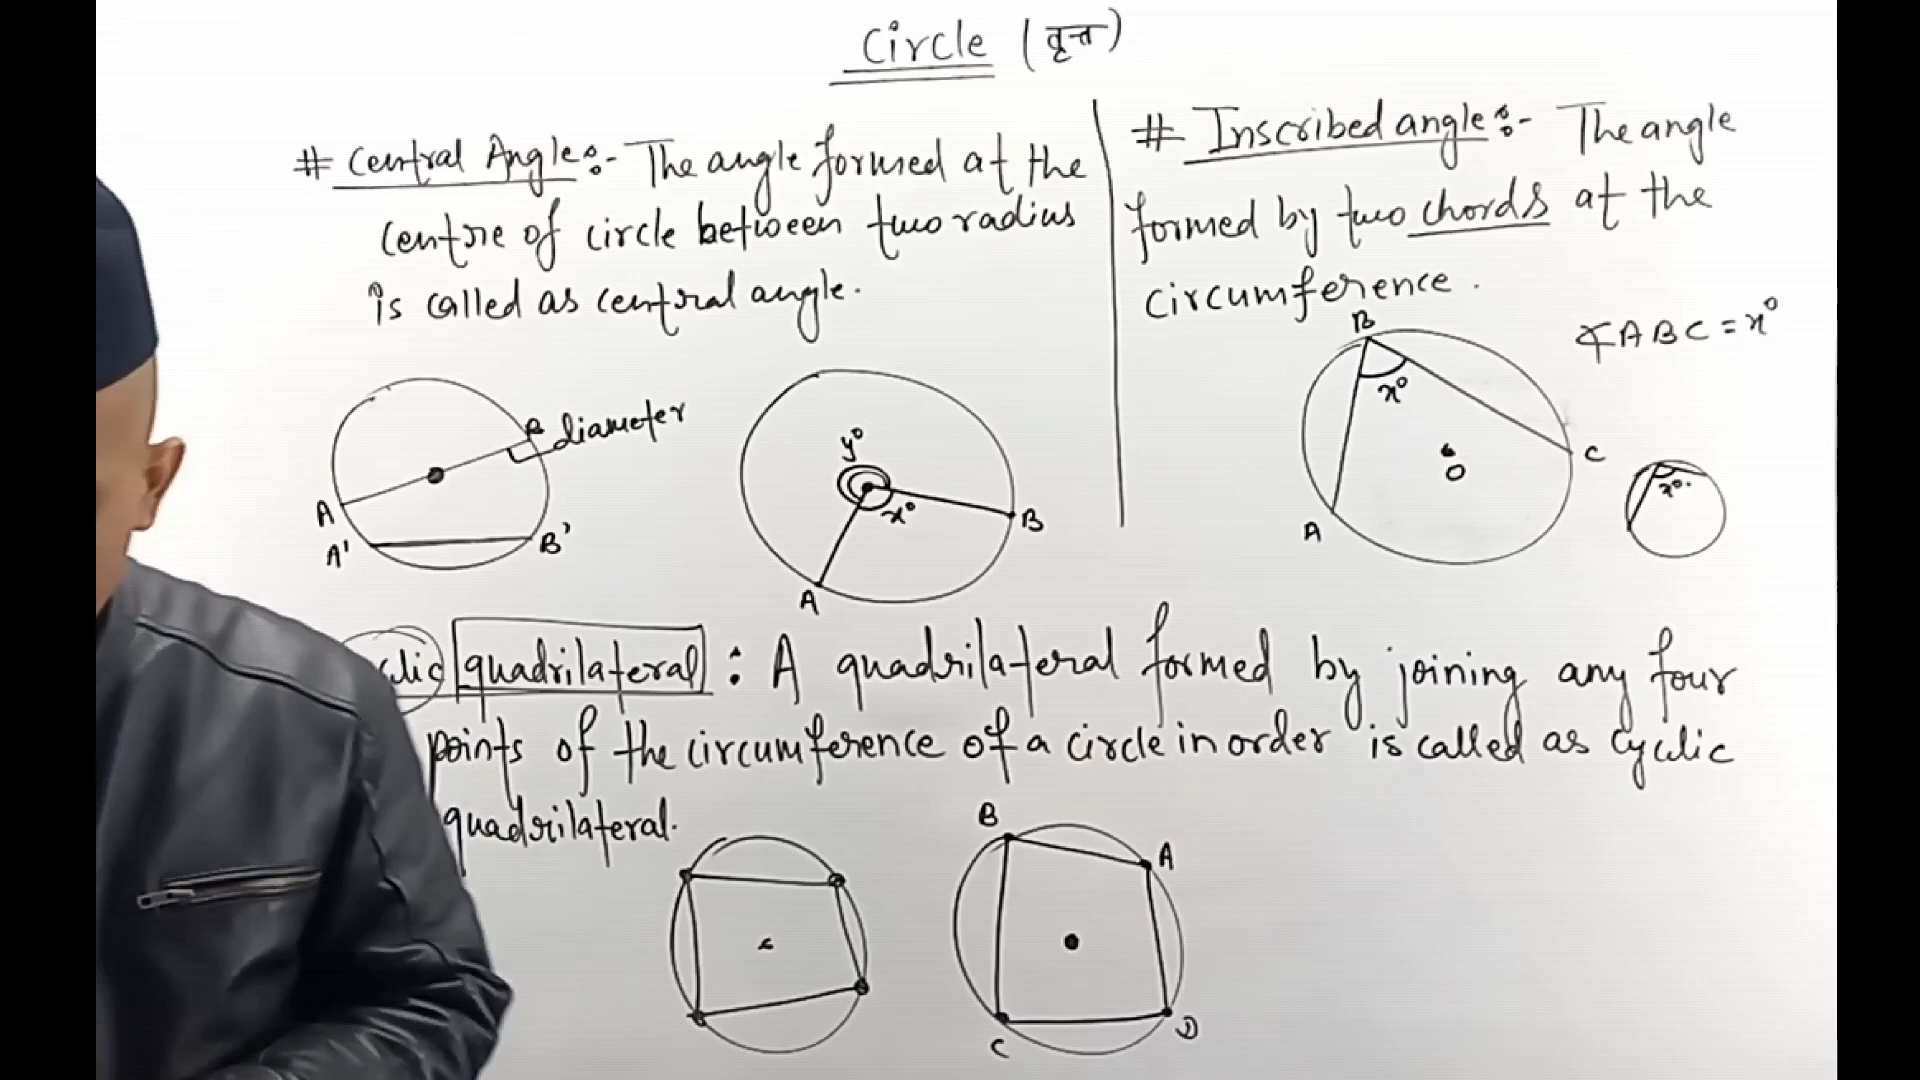 Circle (वृत्त)
# Central Angle:- The angle formed at the
centre of circle between two radius
is called as central angle.
A
B
diameter
A'
B'
y°
x°
A
B
# Inscribed angle:- The angle
formed by two chords at the
circumference.
∡ABC = x°
B
x°
O
A
C
x°
quadrilateral : A quadrilateral formed by joining any four
points of the circumference of a circle in order is called as cyclic
quadrilateral.
B
A
C
D